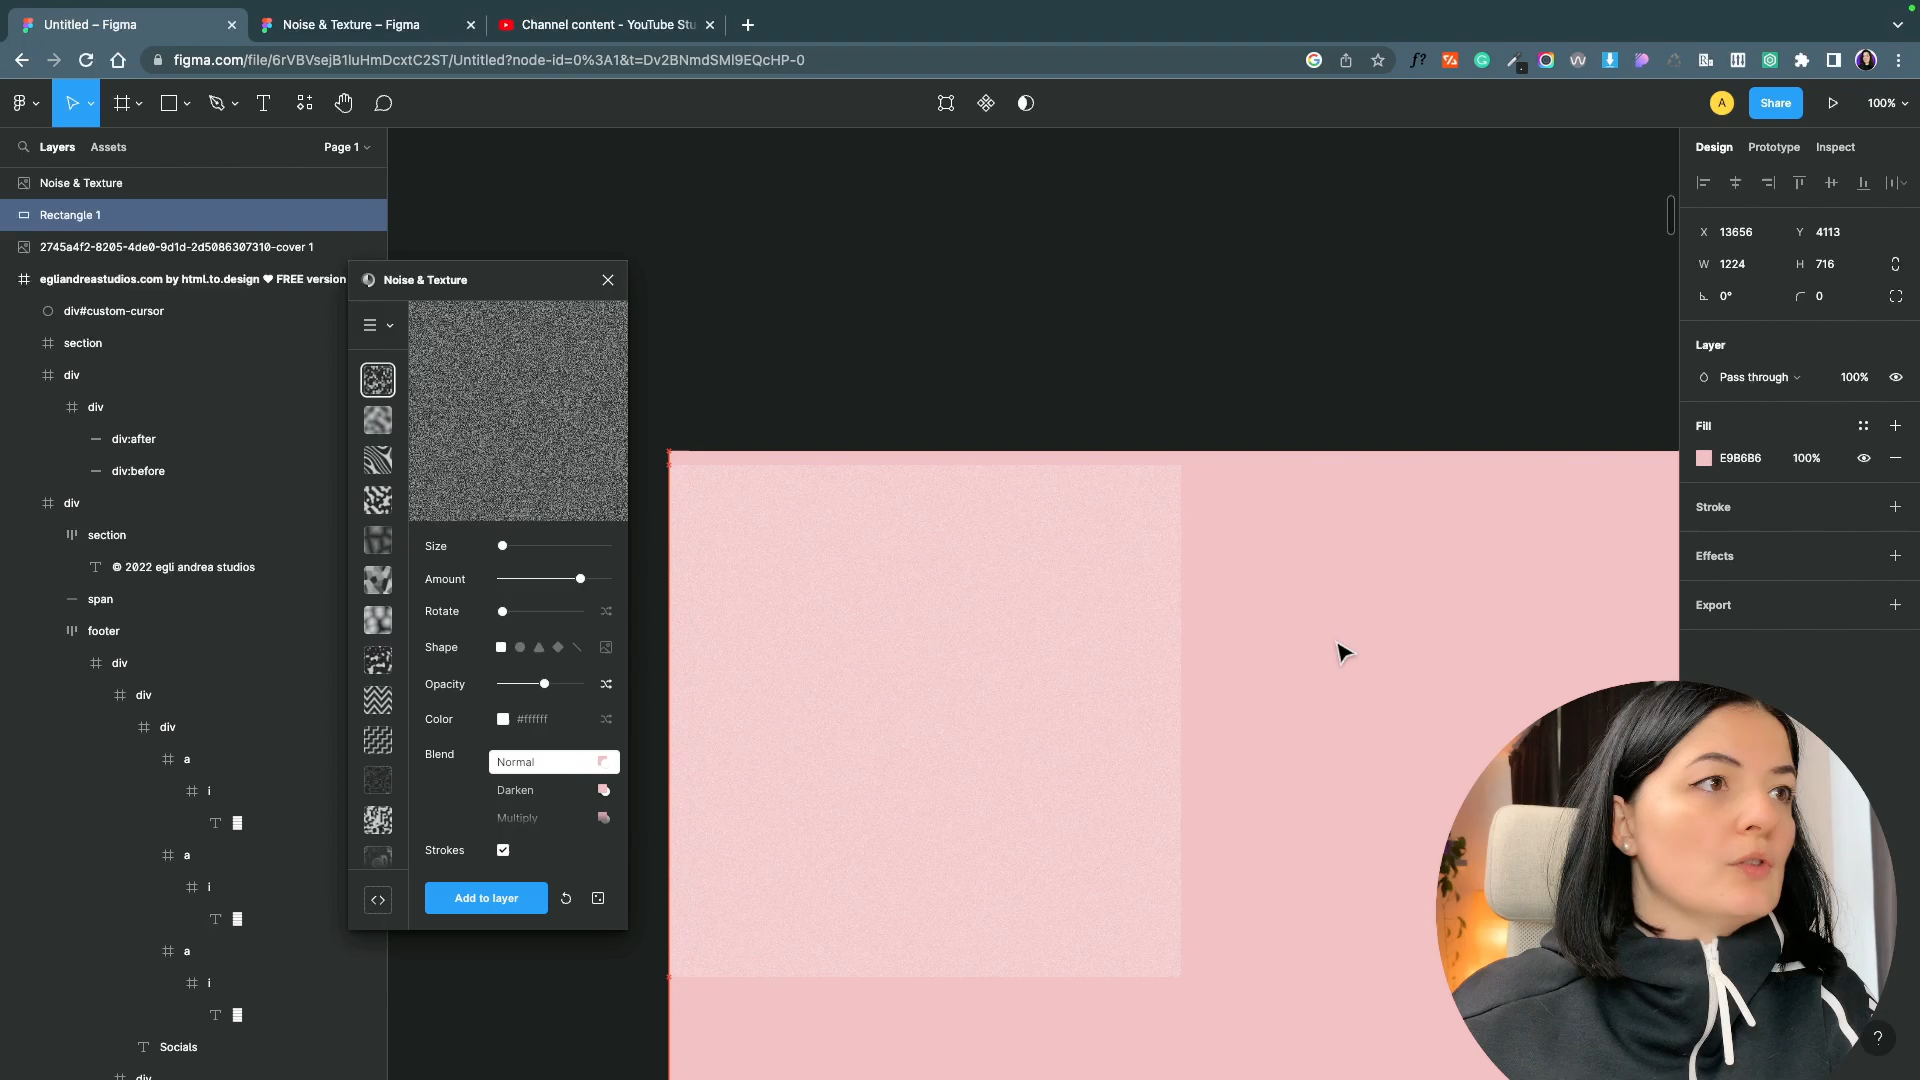 Untitled – Figma
Noise & Texture – Figma
Channel content - YouTube Stu
figma.com/file/6rVBVsejB1luHmDcxtC2ST/Untitled?node-id=0%3A1&t=Dv2BNmdSMl9EQcHP-0
A
Share
100%
Layers
Assets
Page 1
Design
Prototype
Inspect
Noise & Texture
Rectangle 1
2745a4f2-8205-4de0-9d1d-2d5086307310-cover 1
egliandreastudios.com by html.to.design ❤ FREE version
div#custom-cursor
section
div
div
div:after
div:before
div
section
© 2022 egli andrea studios
span
footer
div
div
div
a
i
a
i
a
i
Socials
div
Noise & Texture
Size
Amount
Rotate
Shape
Opacity
Color
#ffffff
Blend
Normal
Darken
Multiply
Strokes
Add to layer
X 13656
Y 4113
W 1224
H 716
0°
0
Layer
Pass through
100%
Fill
E9B6B6
100%
Stroke
Effects
Export
?